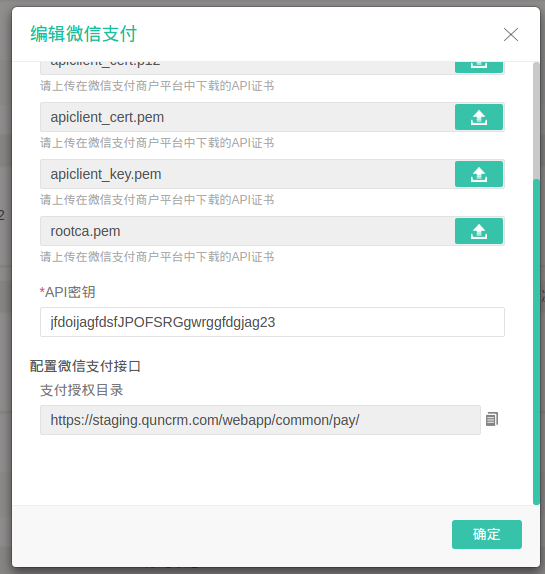 编辑微信支付
apiclient_cert.p12
请上传在微信支付商户平台中下载的API证书
apiclient_cert.pem
请上传在微信支付商户平台中下载的API证书
apiclient_key.pem
请上传在微信支付商户平台中下载的API证书
rootca.pem
请上传在微信支付商户平台中下载的API证书
*API密钥
jfdoijagfdsfJPOFSRGgwrggfdgjag23
配置微信支付接口
支付授权目录
https://staging.quncrm.com/webapp/common/pay/
确定